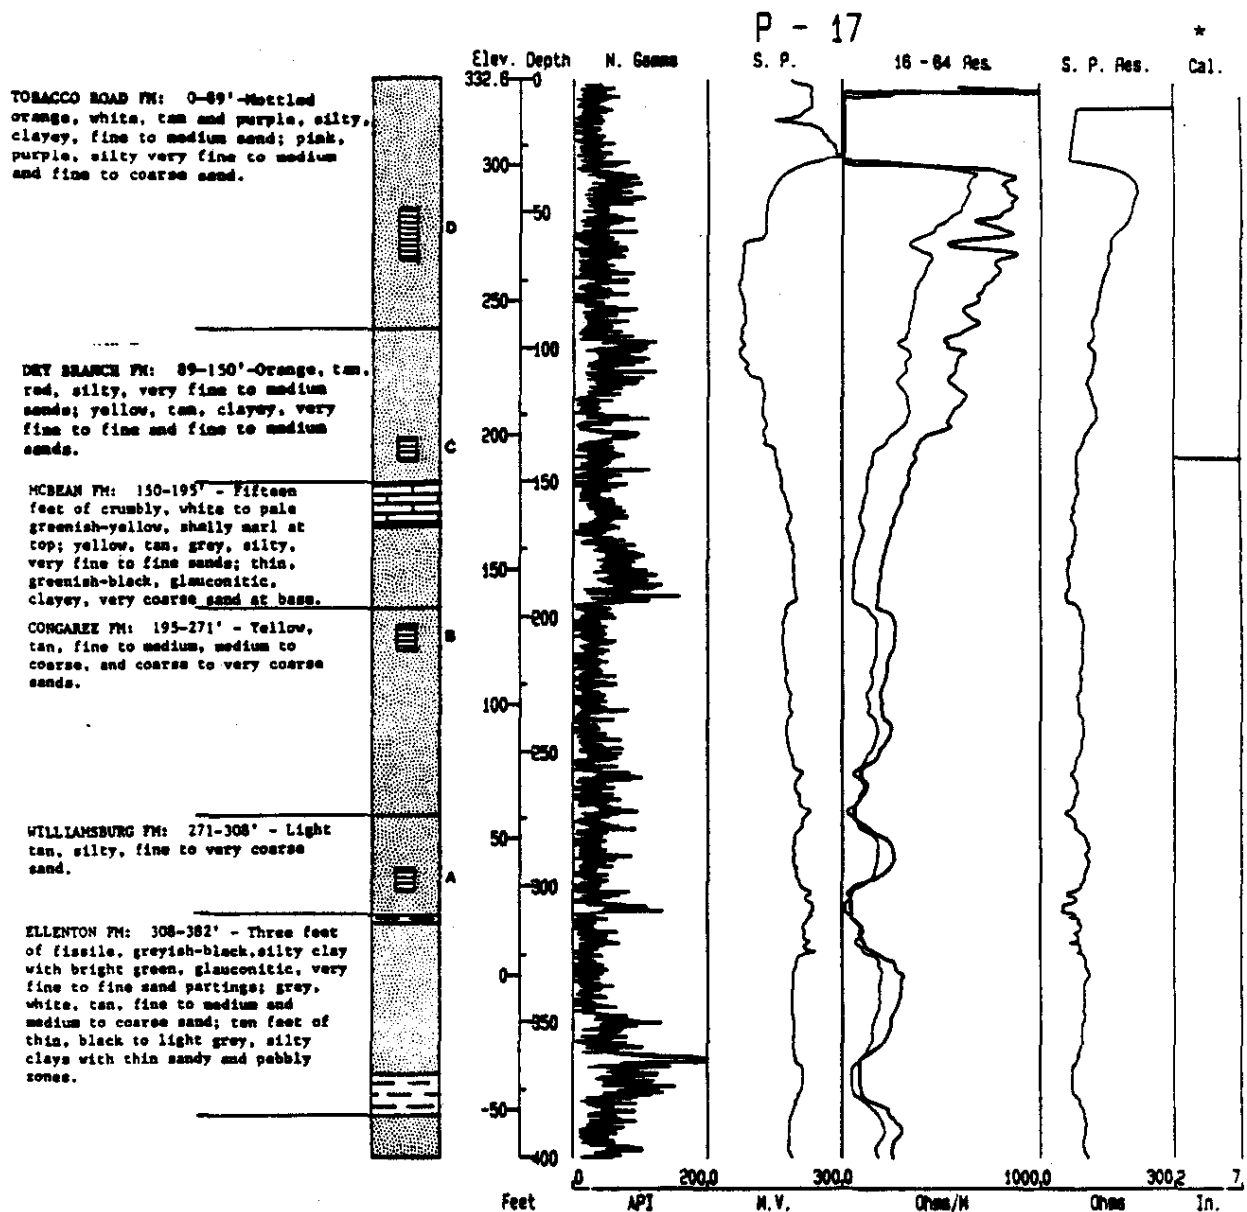 P - 17
*
Elev. Depth N. Gamma S. P. 16 - 64 Res. S. P. Res. Cal.
332.6 0
TOBACCO ROAD FM: 0-89'-Mottled
orange, white, tan and purple, silty,
clayey, fine to medium sand; pink,
purple, silty very fine to medium
and fine to coarse sand.
300
50
D
250
100
DRY BRANCH FM: 89-150'-Orange, tan,
red, silty, very fine to medium
sands; yellow, tan, clayey, very
fine to fine and fine to medium
sands.
200
C
150
MCBEAN FM: 150-195' - Fifteen
feet of crumbly, white to pale
greenish-yellow, shelly marl at
top; yellow, tan, grey, silty,
very fine to fine sands; thin,
greenish-black, glauconitic,
clayey, very coarse sand at base.
150
200
CONGAREE FM: 195-271' - Yellow,
tan, fine to medium, medium to
coarse, and coarse to very coarse
sands.
B
100
250
WILLIAMSBURG FM: 271-308' - Light
tan, silty, fine to very coarse
sand.
50
A
300
ELLENTON FM: 308-382' - Three feet
of fissile, greyish-black, silty clay
with bright green, glauconitic, very
fine to fine sand partings; grey,
white, tan, fine to medium and
medium to coarse sand; ten feet of
thin, black to light grey, silty
clays with thin sandy and pebbly
zones.
0
350
-50
400
0 200.0 300.0 1000.0 300.2 7.
Feet API M.V. Ohms/M Ohms In.